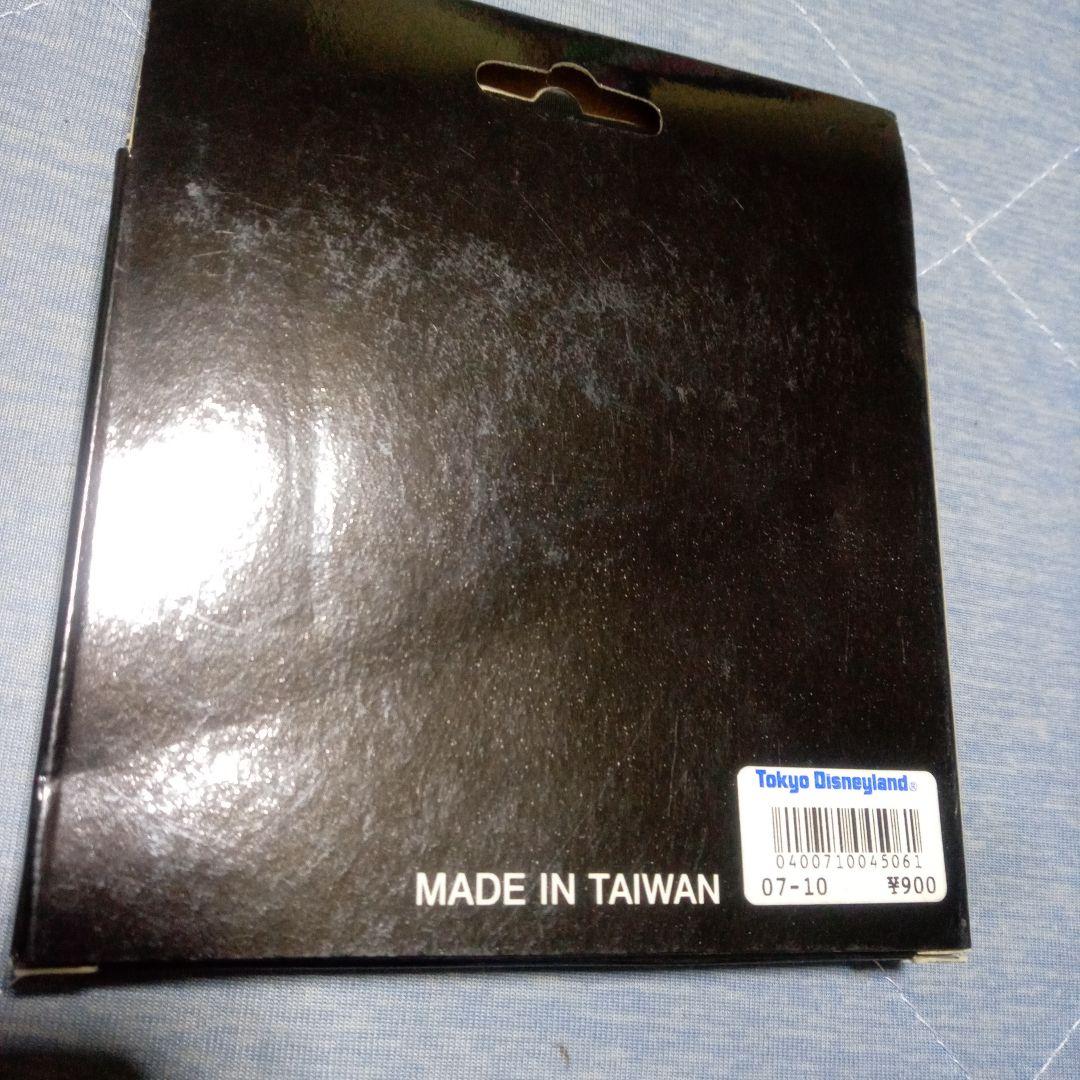 Tokyo Disneyland®
0400710045061
07-10 ¥900
MADE IN TAIWAN